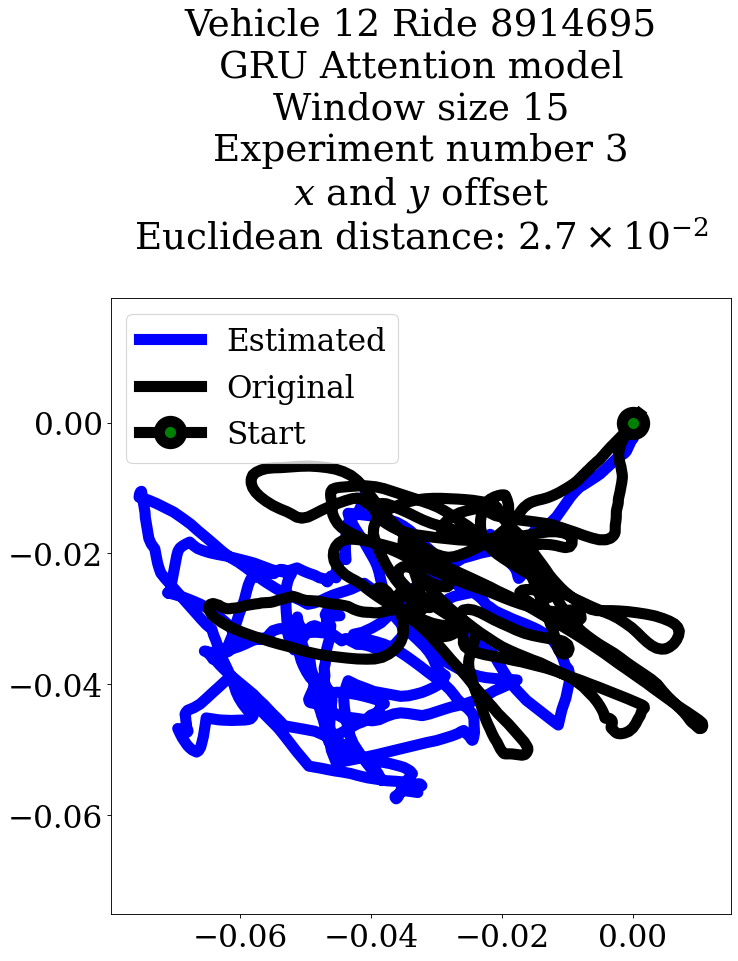 Vehicle 12 Ride 8914695
GRU Attention model
Window size 15
Experiment number 3
x and y offset
Euclidean distance: 2.7 × 10⁻²
Estimated
Original
Start
0.00
−0.02
−0.04
−0.06
−0.06 −0.04 −0.02 0.00